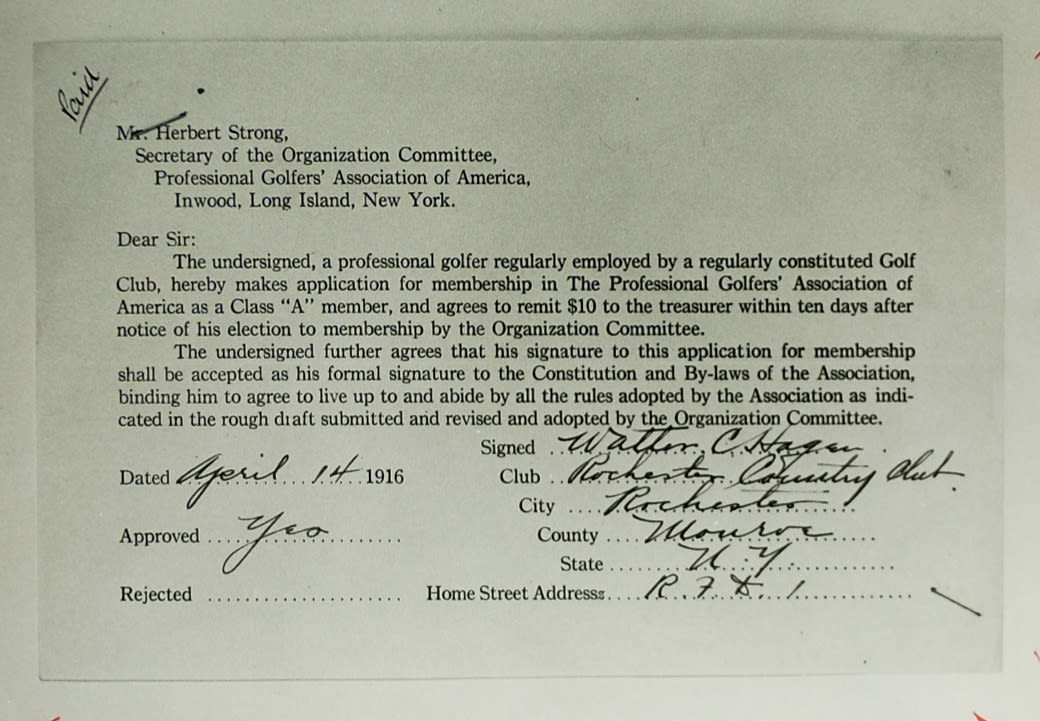 Paid
Mr. Herbert Strong,
Secretary of the Organization Committee,
Professional Golfers' Association of America,
Inwood, Long Island, New York.
Dear Sir:
The undersigned, a professional golfer regularly employed by a regularly constituted Golf
Club, hereby makes application for membership in The Professional Golfers' Association of
America as a Class "A" member, and agrees to remit $10 to the treasurer within ten days after
notice of his election to membership by the Organization Committee.
The undersigned further agrees that his signature to this application for membership
shall be accepted as his formal signature to the Constitution and By-laws of the Association,
binding him to agree to live up to and abide by all the rules adopted by the Association as indi-
cated in the rough draft submitted and revised and adopted by the Organization Committee.
Signed .. Walter C. Hagen .
Dated April 14 1916 Club .. Rochester Country Club.
City .... Rochester
Approved .... Yes County .... Monroe
State ........ N. Y.
Rejected .................... Home Street Address .... R. F. D. 1